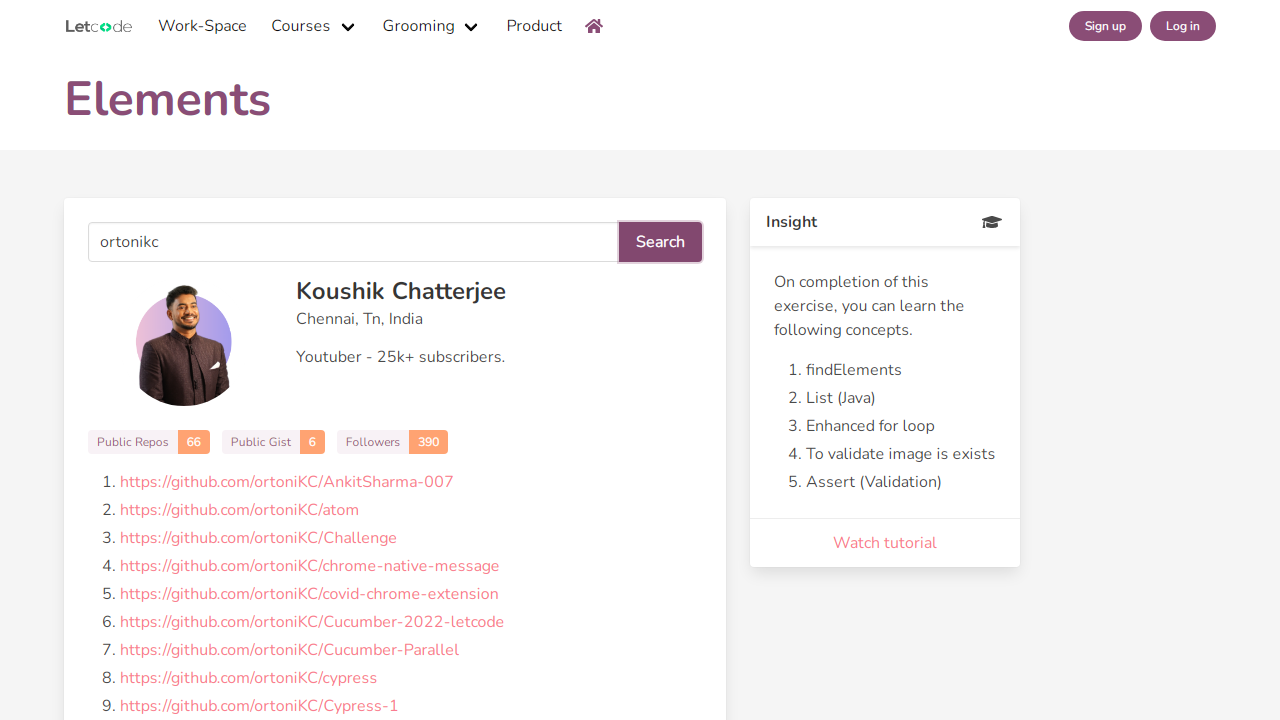 Letcode Work-Space Courses Grooming Product Sign up Log in
Elements
ortonikc Search
Koushik Chatterjee
Chennai, Tn, India
Youtuber - 25k+ subscribers.
Public Repos 66 Public Gist 6 Followers 390
1. https://github.com/ortoniKC/AnkitSharma-007
2. https://github.com/ortoniKC/atom
3. https://github.com/ortoniKC/Challenge
4. https://github.com/ortoniKC/chrome-native-message
5. https://github.com/ortoniKC/covid-chrome-extension
6. https://github.com/ortoniKC/Cucumber-2022-letcode
7. https://github.com/ortoniKC/Cucumber-Parallel
8. https://github.com/ortoniKC/cypress
9. https://github.com/ortoniKC/Cypress-1
Insight
On completion of this
exercise, you can learn the
following concepts.
1. findElements
2. List (Java)
3. Enhanced for loop
4. To validate image is exists
5. Assert (Validation)
Watch tutorial